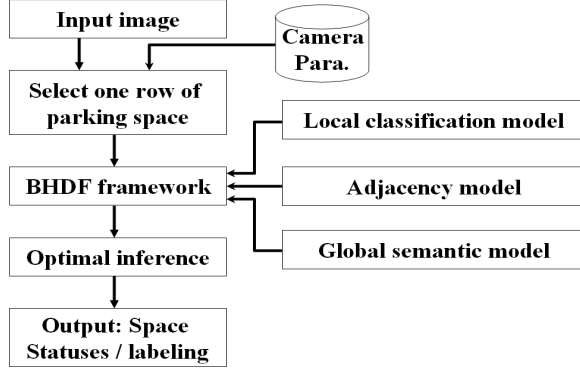 Input image
Camera
Para.
Select one row of
parking space
Local classification model
BHDF framework
Adjacency model
Global semantic model
Optimal inference
Output: Space
Statuses / labeling